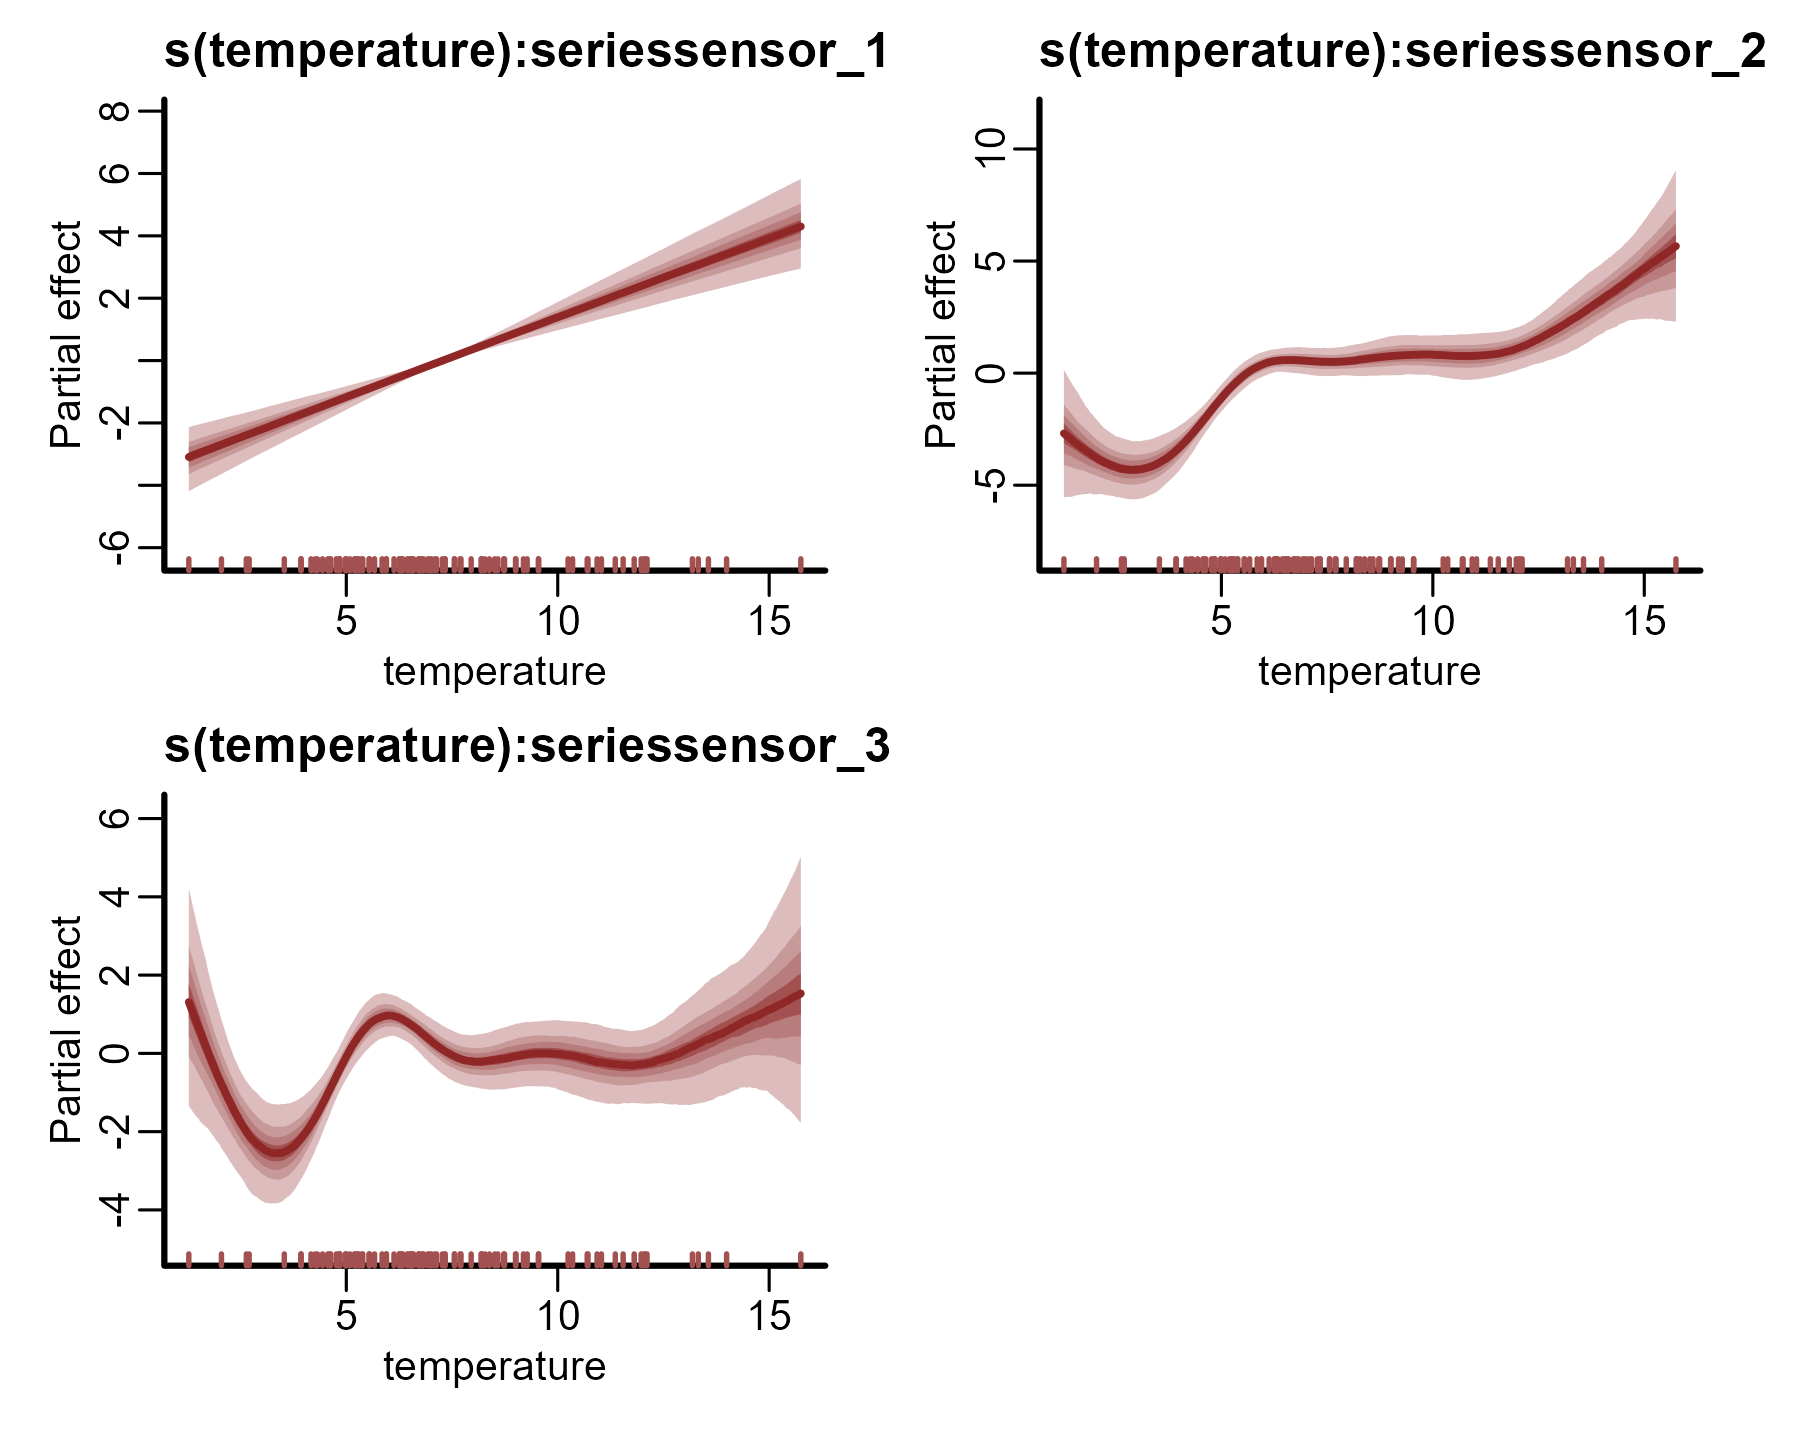 s(temperature):seriessensor_1
Partial effect
8
6
4
2
-2
-6
5 10 15
temperature
s(temperature):seriessensor_2
Partial effect
10
5
0
-5
5 10 15
temperature
s(temperature):seriessensor_3
Partial effect
6
4
2
0
-2
-4
5 10 15
temperature